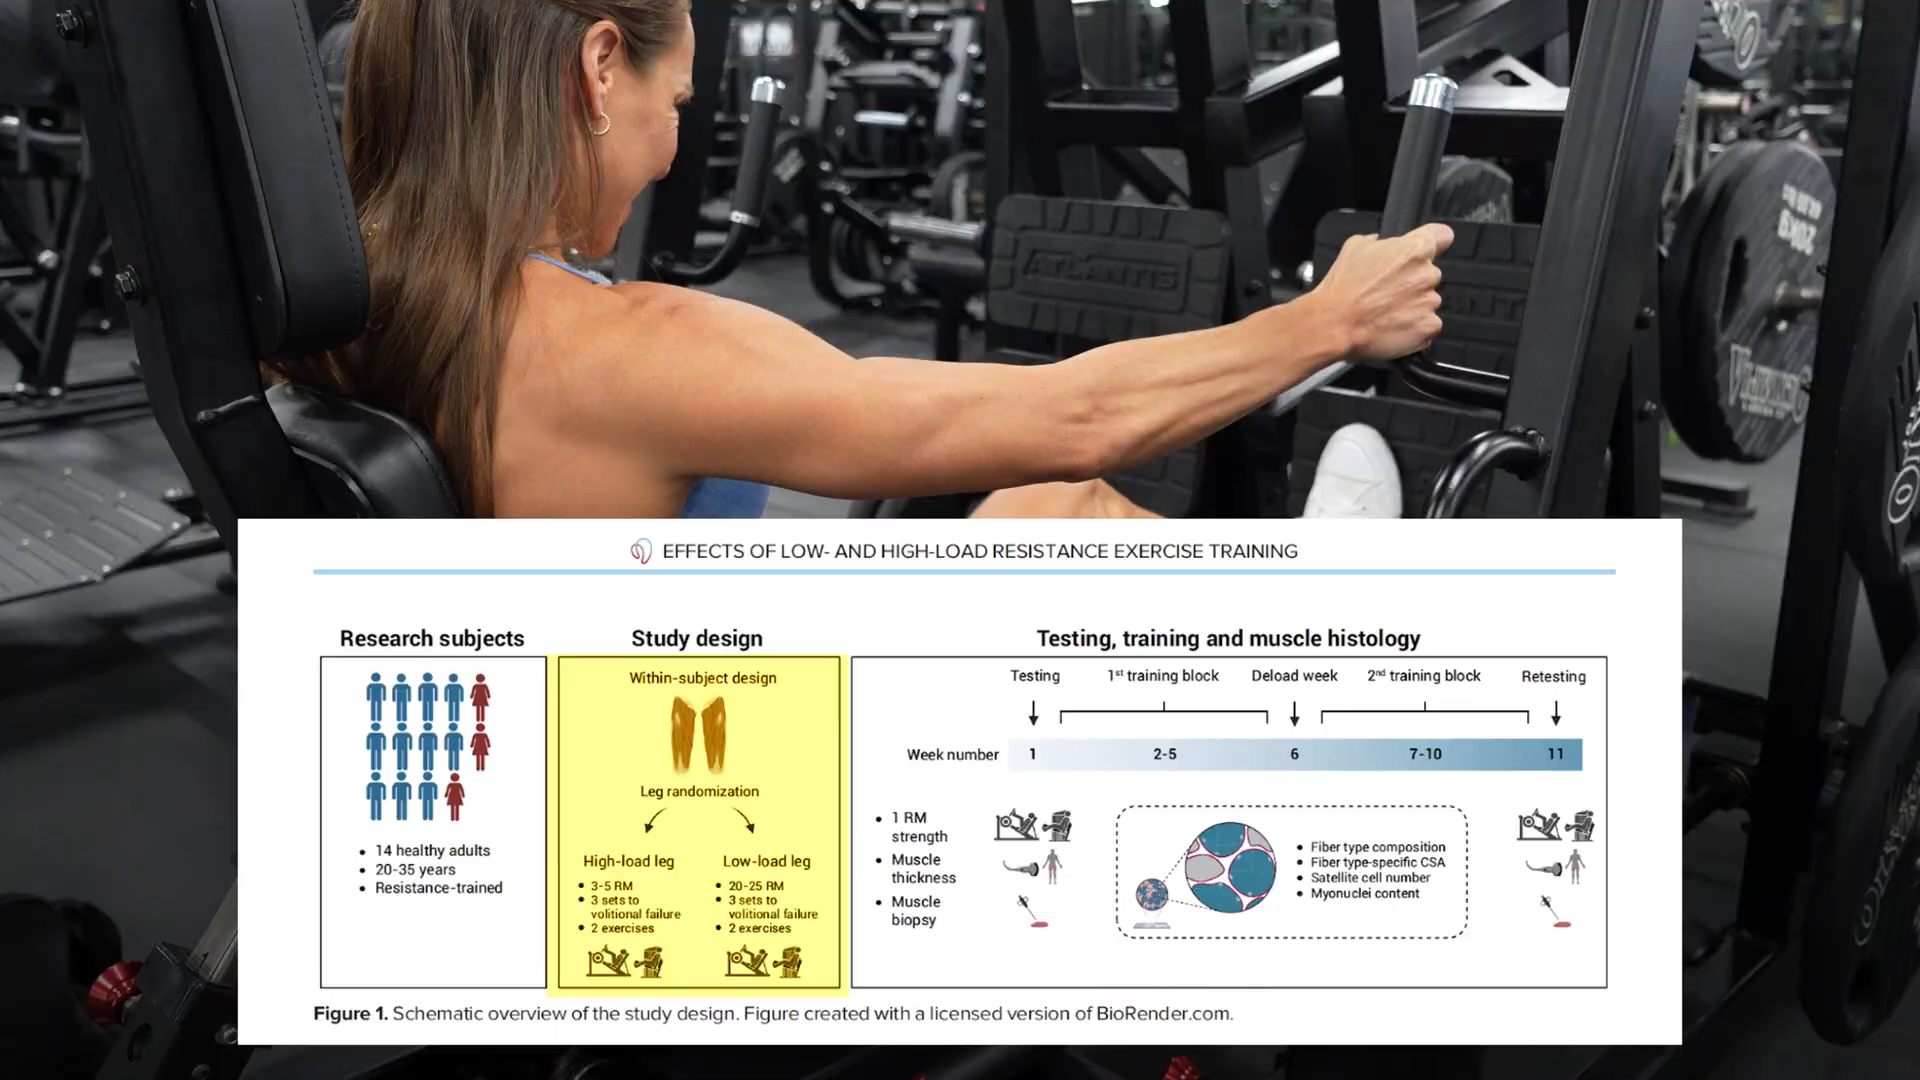 ATLANTIS
20KG
EFFECTS OF LOW- AND HIGH-LOAD RESISTANCE EXERCISE TRAINING
Research subjects
• 14 healthy adults
• 20-35 years
• Resistance-trained
Study design
Within-subject design
Leg randomization
High-load leg
• 3-5 RM
• 3 sets to
volitional failure
• 2 exercises
Low-load leg
• 20-25 RM
• 3 sets to
volitional failure
• 2 exercises
Testing, training and muscle histology
Testing
1st training block
Deload week
2nd training block
Retesting
Week number
1
2-5
6
7-10
11
• 1 RM
strength
• Muscle
thickness
• Muscle
biopsy
• Fiber type composition
• Fiber type-specific CSA
• Satellite cell number
• Myonuclei content
Figure 1. Schematic overview of the study design. Figure created with a licensed version of BioRender.com.